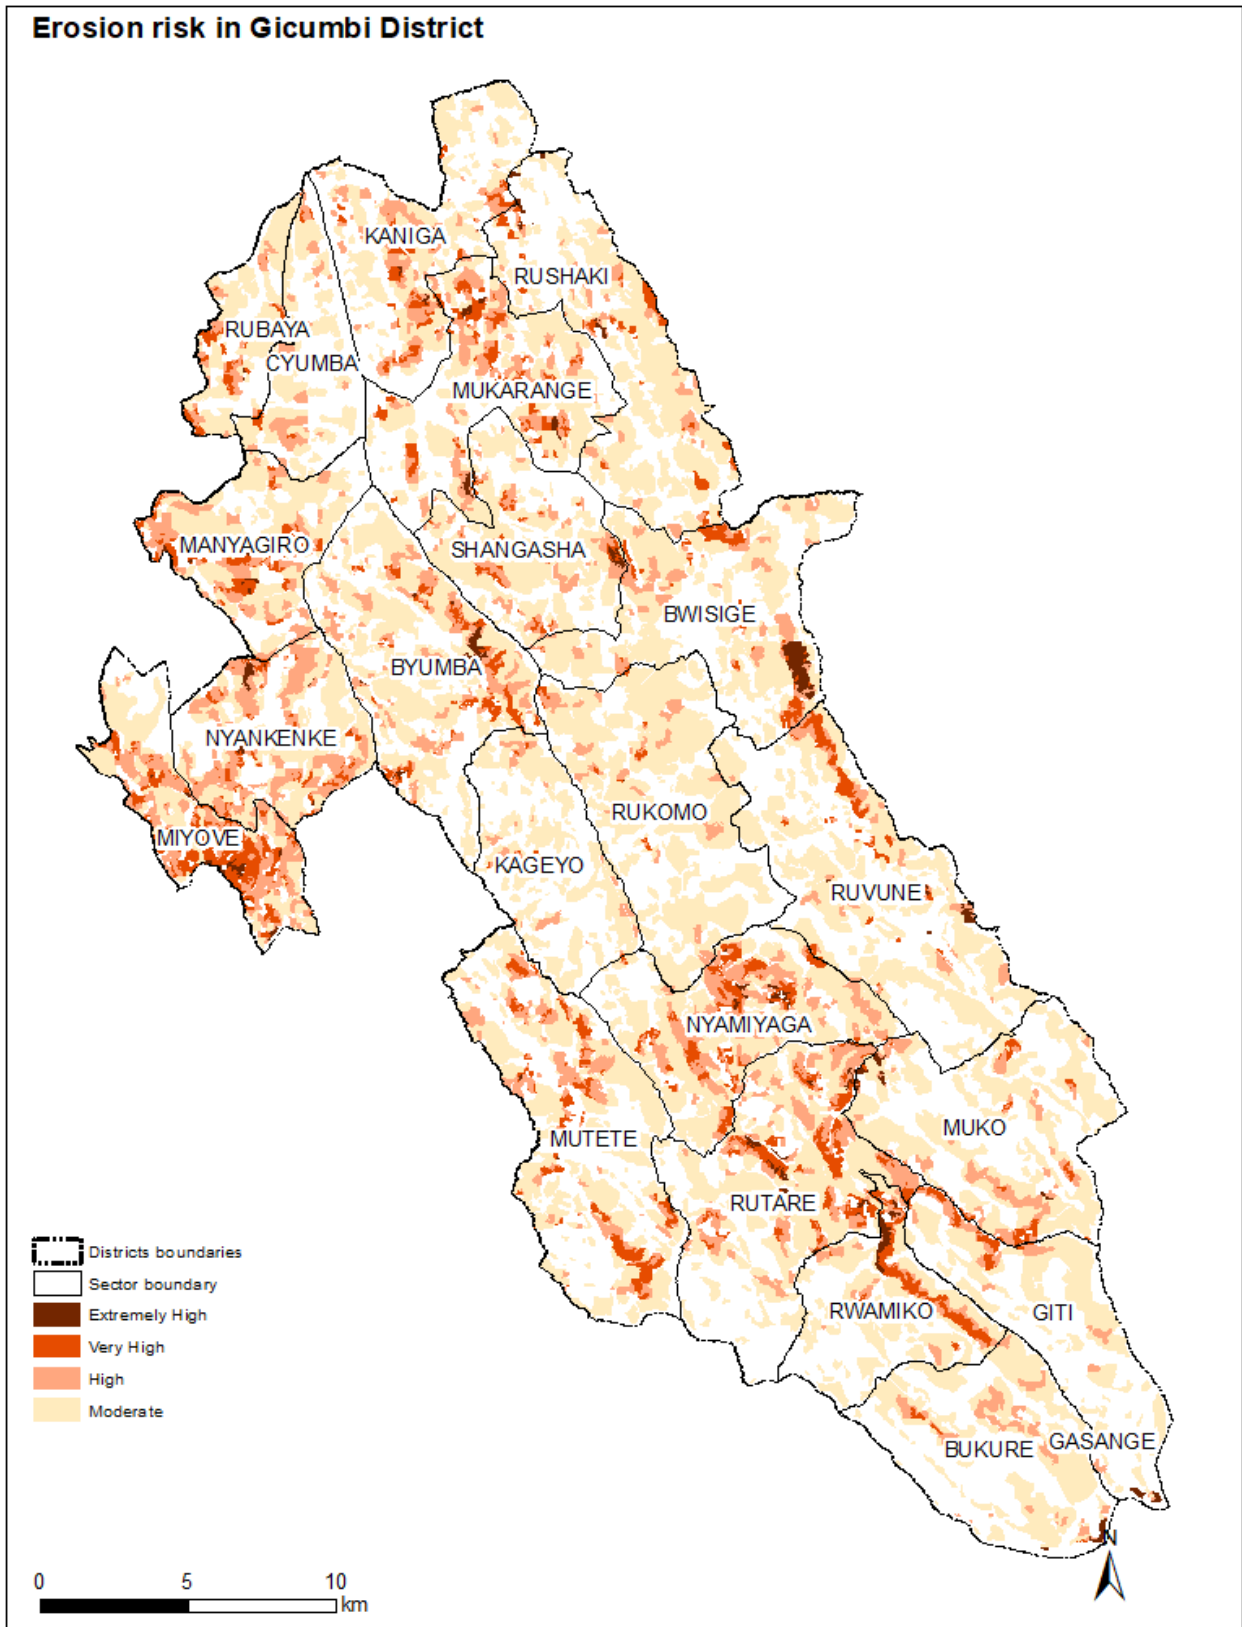 Erosion risk in Gicumbi District
KANIGA
RUSHAKI
RUBAYA
CYUMBA
MUKARANGE
MANYAGIRO
SHANGASHA
BWISIGE
BYUMBA
NYANKENKE
RUKOMO
MIYOVE
KAGEYO
RUVUNE
NYAMIYAGA
MUTETE
MUKO
RUTARE
RWAMIKO
GITI
BUKURE
GASANGE
Districts boundaries
Sector boundary
Extremely High
Very High
High
Moderate
N
0 5 10
km